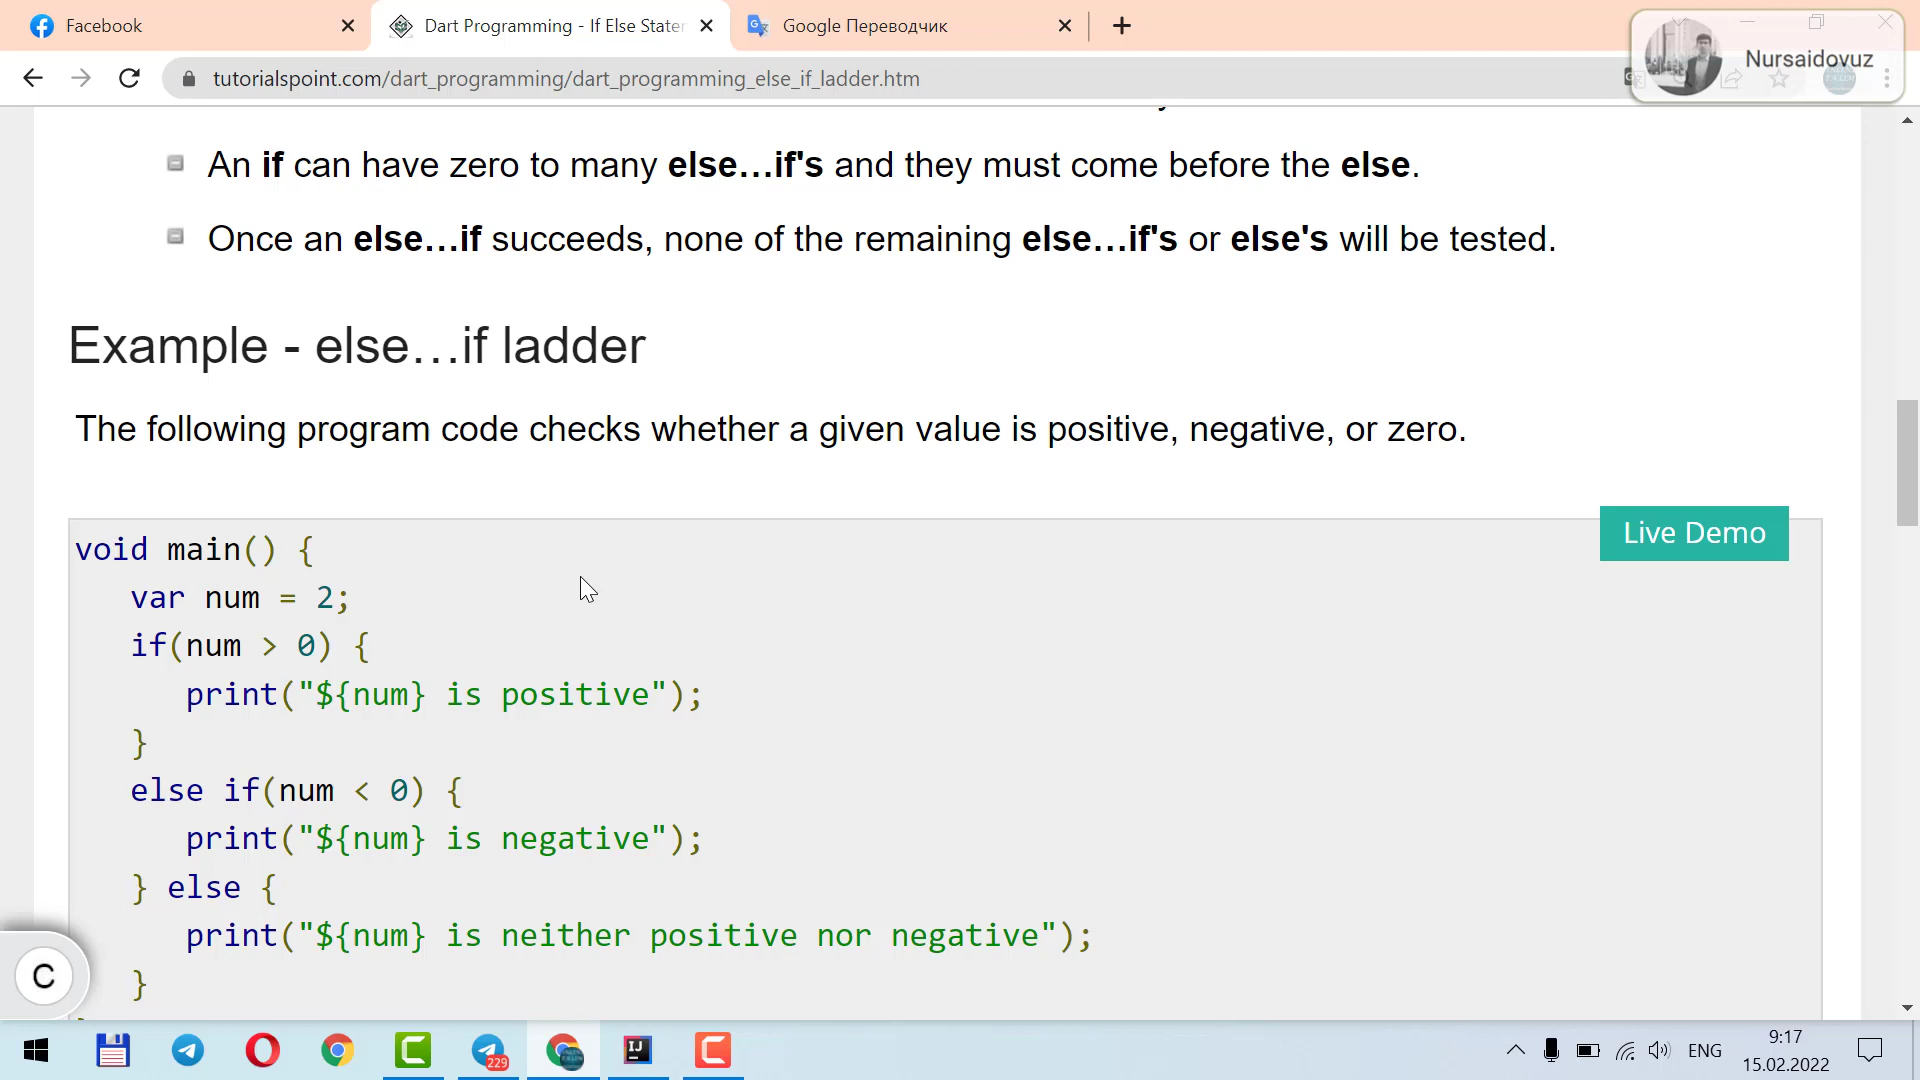 Facebook
Dart Programming - If Else Stater
Google Переводчик
Nursaidovuz
tutorialspoint.com/dart_programming/dart_programming_else_if_ladder.htm
An if can have zero to many else…if's and they must come before the else.
Once an else…if succeeds, none of the remaining else…if's or else's will be tested.
Example - else…if ladder
The following program code checks whether a given value is positive, negative, or zero.
Live Demo
void main() {
   var num = 2;
   if(num > 0) {
      print("${num} is positive");
   }
   else if(num < 0) {
      print("${num} is negative");
   } else {
      print("${num} is neither positive nor negative");
   }
C
229
IJ
ENG
9:17
15.02.2022